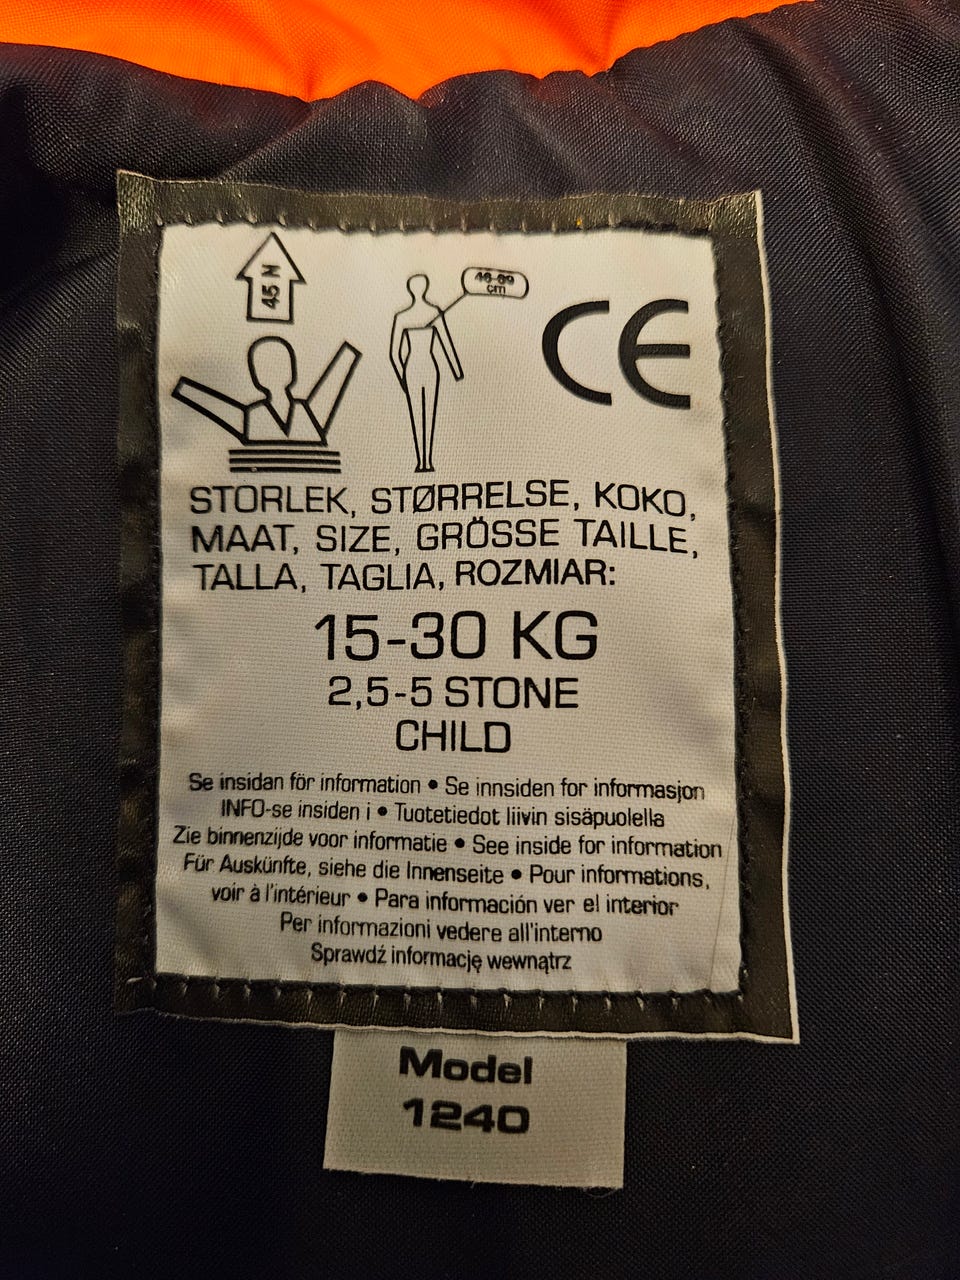 45 N
cm
CE
STORLEK, STØRRELSE, KOKO,
MAAT, SIZE, GRÖSSE TAILLE,
TALLA, TAGLIA, ROZMIAR:
15-30 KG
2,5-5 STONE
CHILD
Se insidan för information • Se innsiden for informasjon
INFO-se insiden i • Tuotetiedot liivin sisäpuolella
Zie binnenzijde voor informatie • See inside for information
Für Auskünfte, siehe die Innenseite • Pour informations,
voir à l'intérieur • Para información ver el interior
Per informazioni vedere all'interno
Sprawdź informację wewnątrz
Model
1240